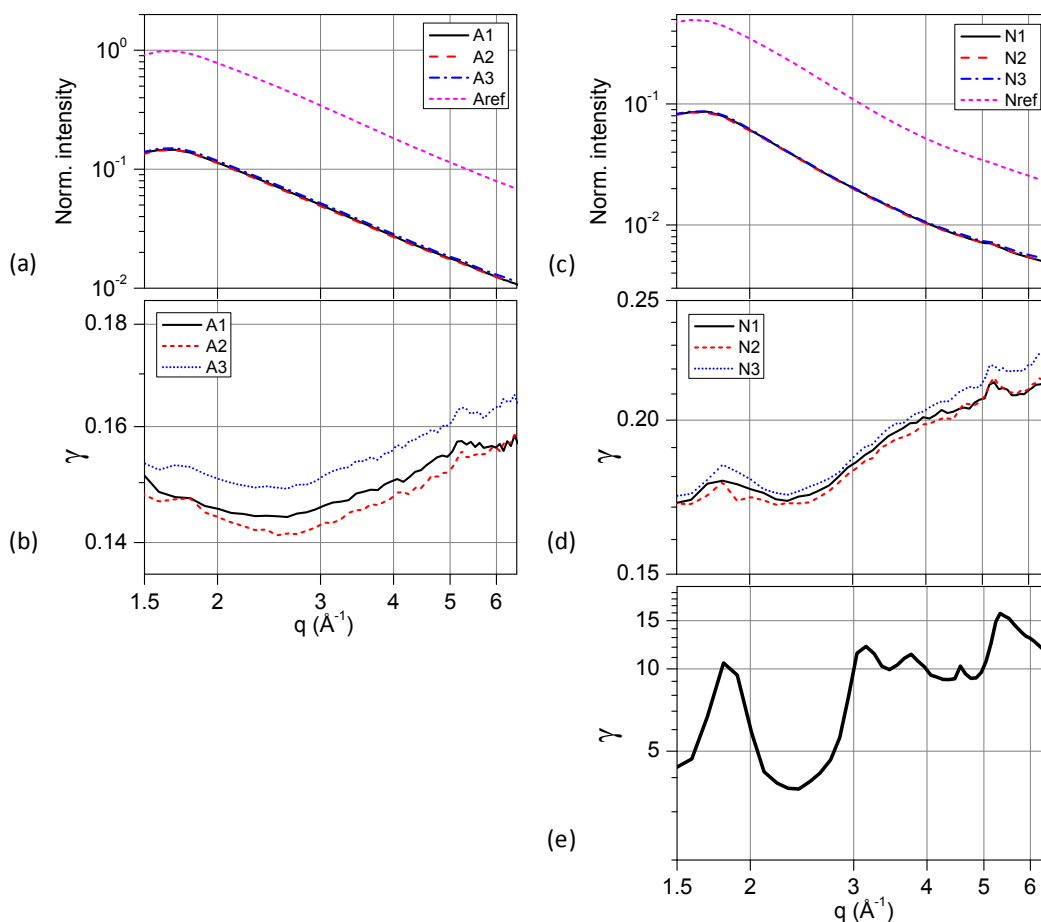 (a)
Norm. intensity
10⁰
10⁻¹
10⁻²
A1
A2
A3
Aref
(b)
γ
0.18
0.16
0.14
A1
A2
A3
1.5 2 3 4 5 6
q (Å⁻¹)
(c)
Norm. intensity
10⁻¹
10⁻²
N1
N2
N3
Nref
(d)
γ
0.25
0.20
0.15
N1
N2
N3
(e)
γ
15
10
5
1.5 2 3 4 5 6
q (Å⁻¹)